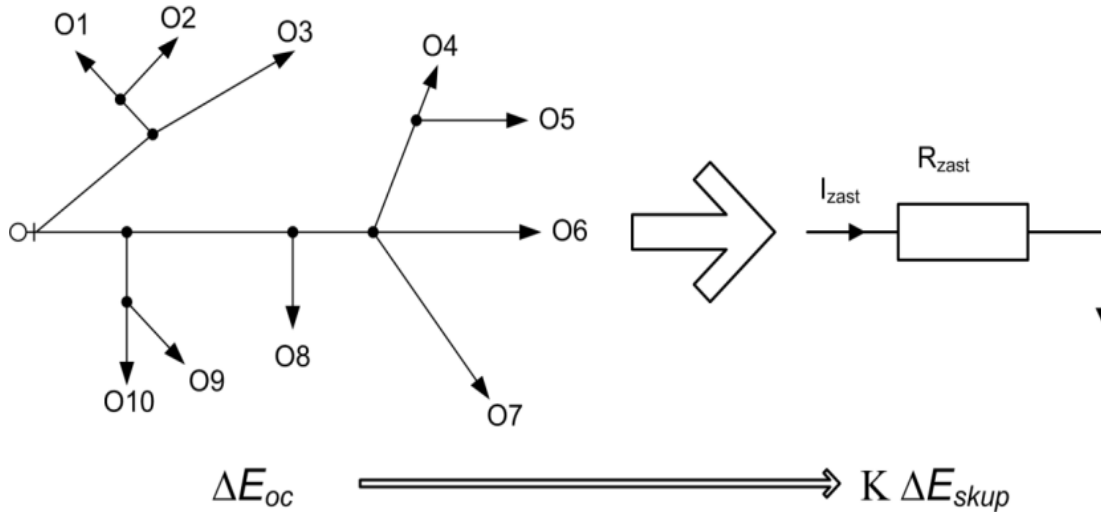 O1
O2
O3
O4
O5
O6
O7
O8
O9
O10
I_zast
R_zast
ΔE_oc
K ΔE_skup